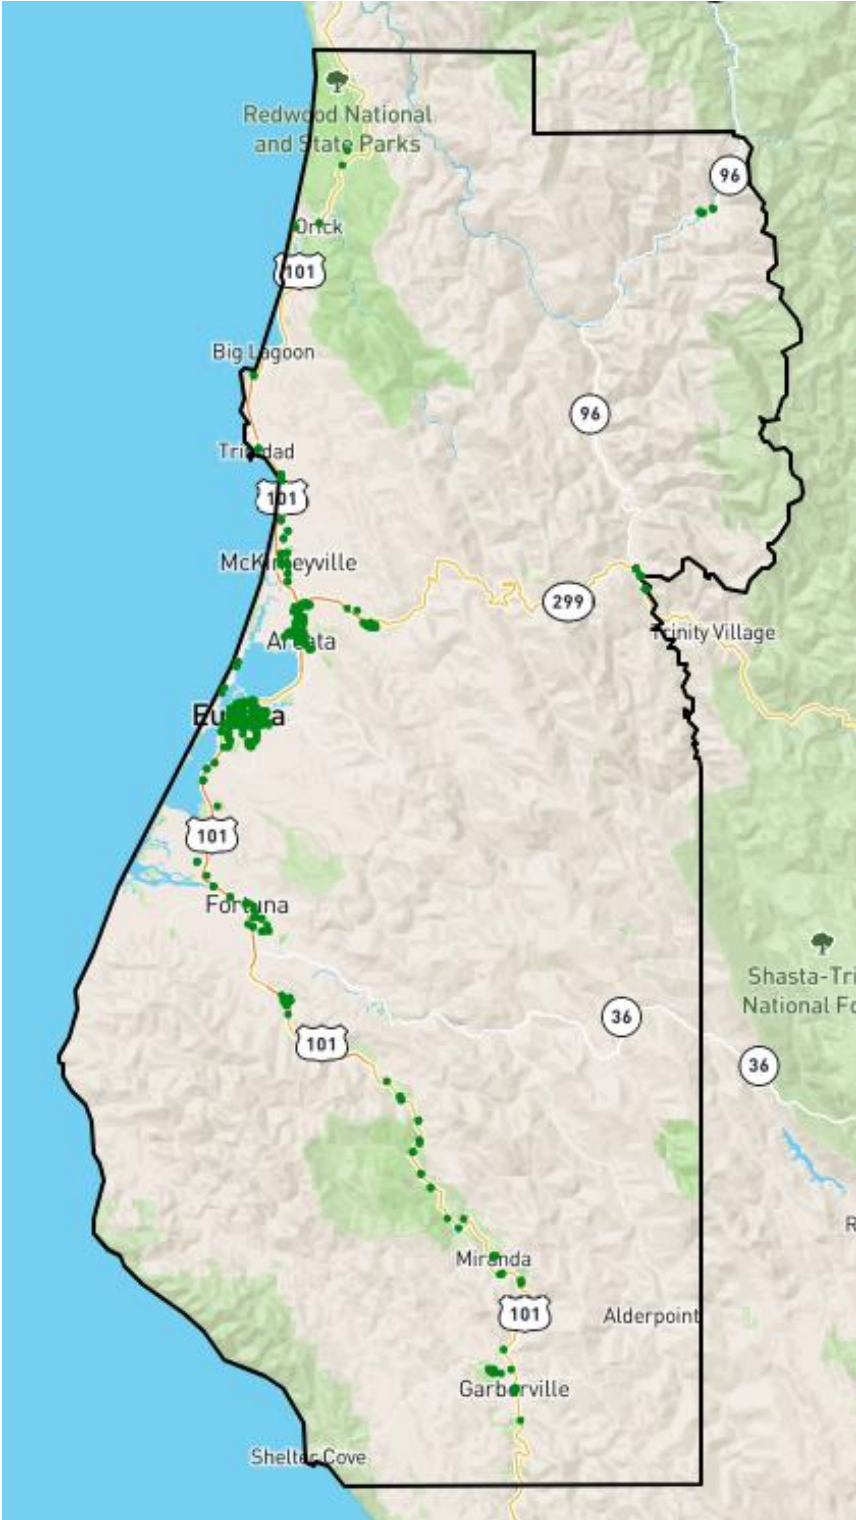 Redwood National
and State Parks
96
Orick
101
Big Lagoon
96
Trinidad
101
McKinleyville
299
Arcata
Trinity Village
Eureka
101
Fortuna
Shasta-Tri
National Fo
36
101
36
R
Miranda
101
Alderpoint
Garberville
Shelter Cove